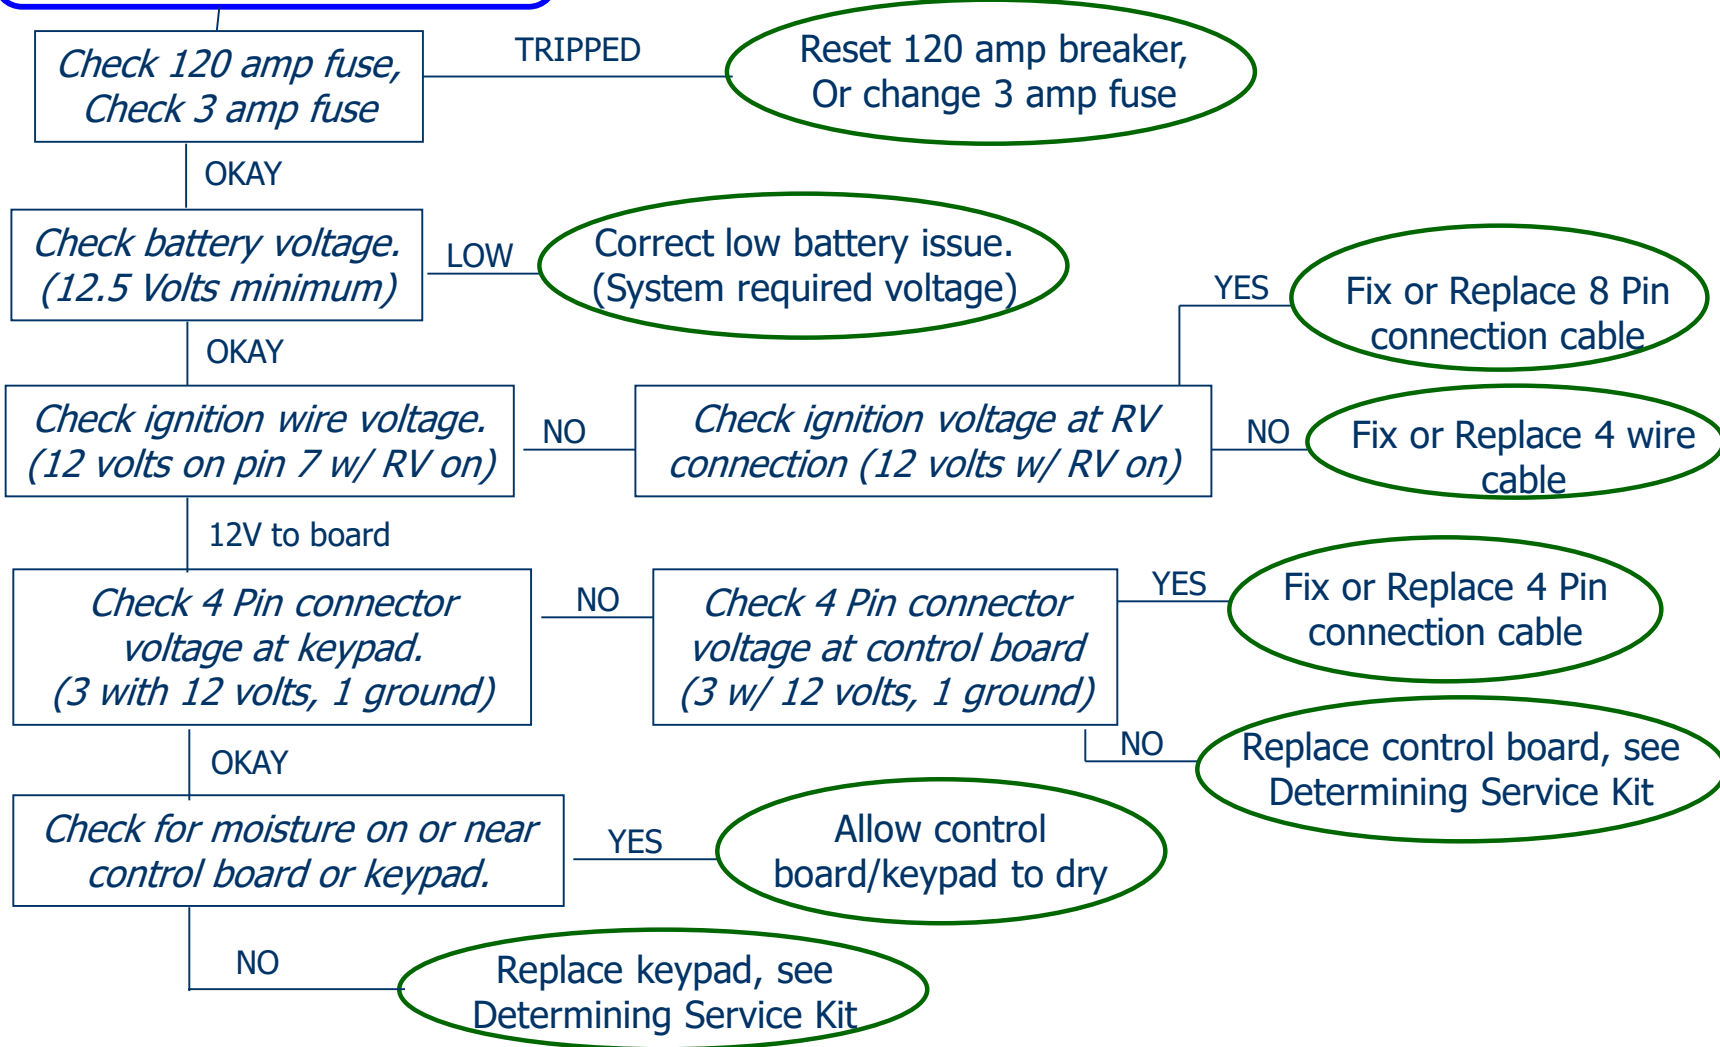 Check 120 amp fuse,
Check 3 amp fuse
TRIPPED
Reset 120 amp breaker,
Or change 3 amp fuse
OKAY
Check battery voltage.
(12.5 Volts minimum)
LOW
Correct low battery issue.
(System required voltage)
OKAY
Check ignition wire voltage.
(12 volts on pin 7 w/ RV on)
NO
Check ignition voltage at RV
connection (12 volts w/ RV on)
YES
Fix or Replace 8 Pin
connection cable
NO
Fix or Replace 4 wire
cable
12V to board
Check 4 Pin connector
voltage at keypad.
(3 with 12 volts, 1 ground)
NO
Check 4 Pin connector
voltage at control board
(3 w/ 12 volts, 1 ground)
YES
Fix or Replace 4 Pin
connection cable
NO
Replace control board, see
Determining Service Kit
OKAY
Check for moisture on or near
control board or keypad.
YES
Allow control
board/keypad to dry
NO
Replace keypad, see
Determining Service Kit